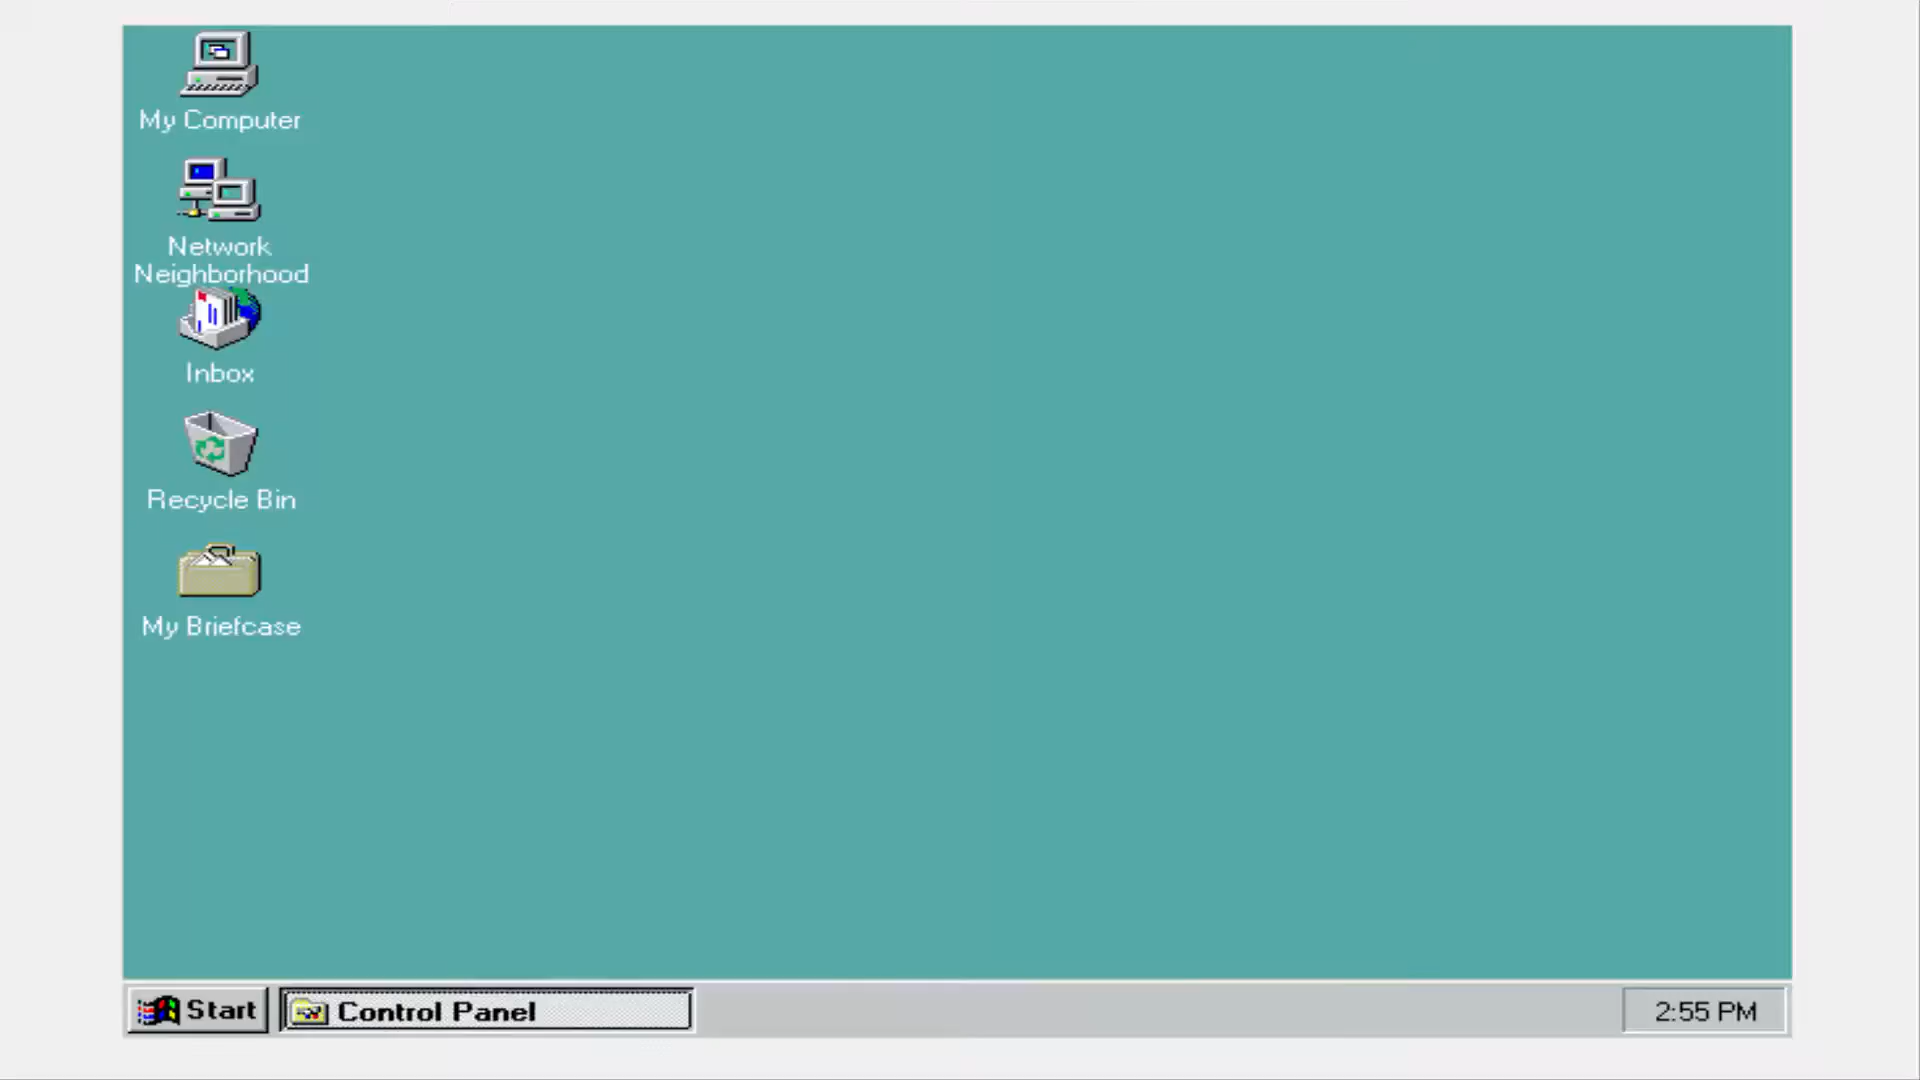 My Computer
Network
Neighborhood
Inbox
Recycle Bin
My Briefcase
Start
Control Panel
2:55 PM